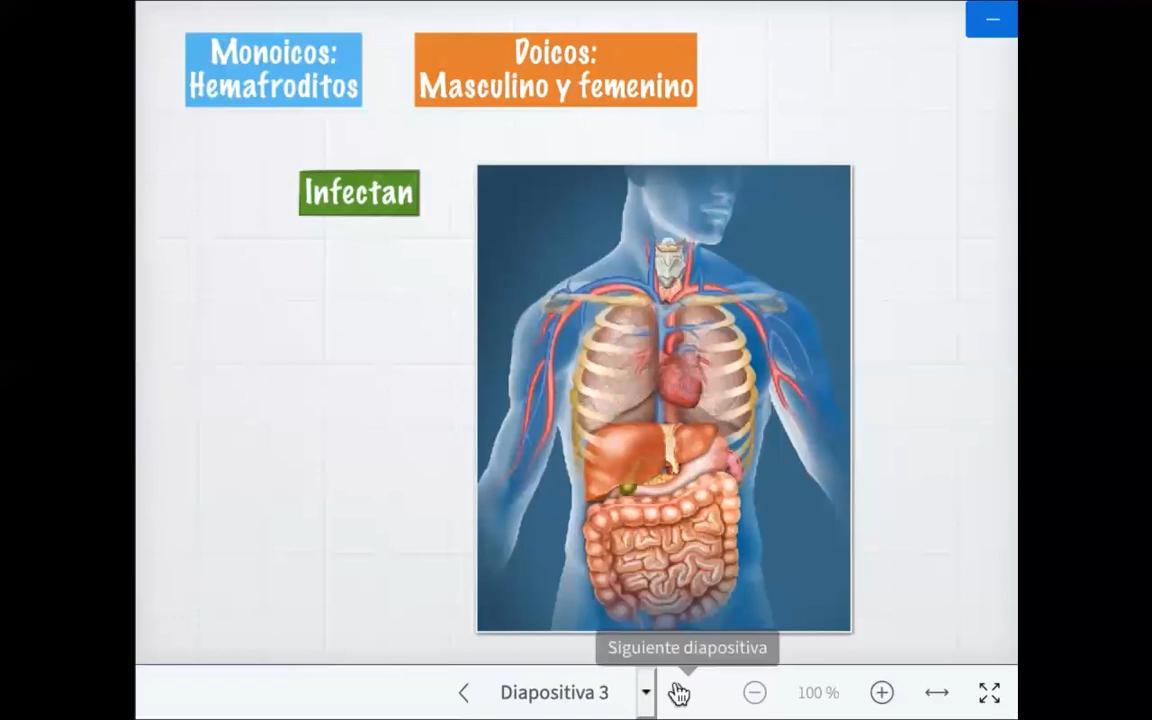 Monoicos:
Hemafroditos
Doicos:
Masculino y femenino
Infectan
Siguiente diapositiva
Diapositiva 3
100 %